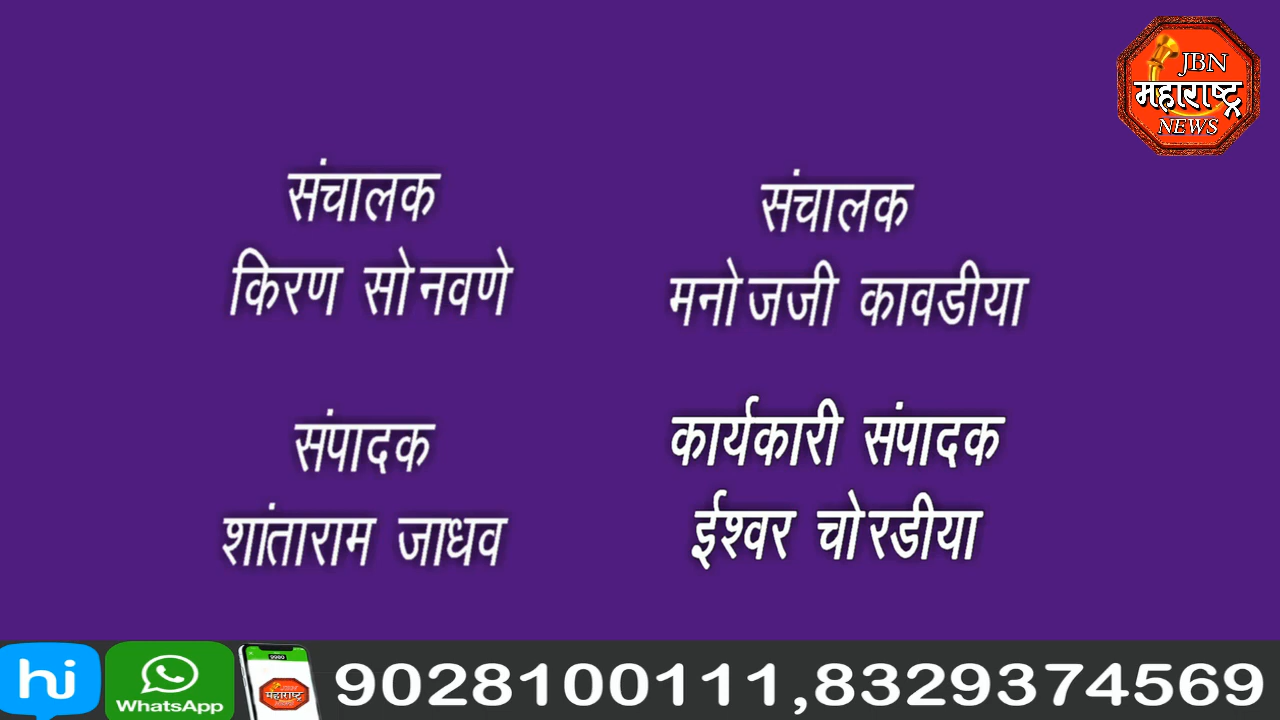 JBN
महाराष्ट्र
NEWS
संचालक
किरण सोनवणे
संचालक
मनोजजी कावडीया
संपादक
शांताराम जाधव
कार्यकारी संपादक
ईश्वर चोरडीया
hi
WhatsApp
महाराष्ट्र
9028100111,8329374569